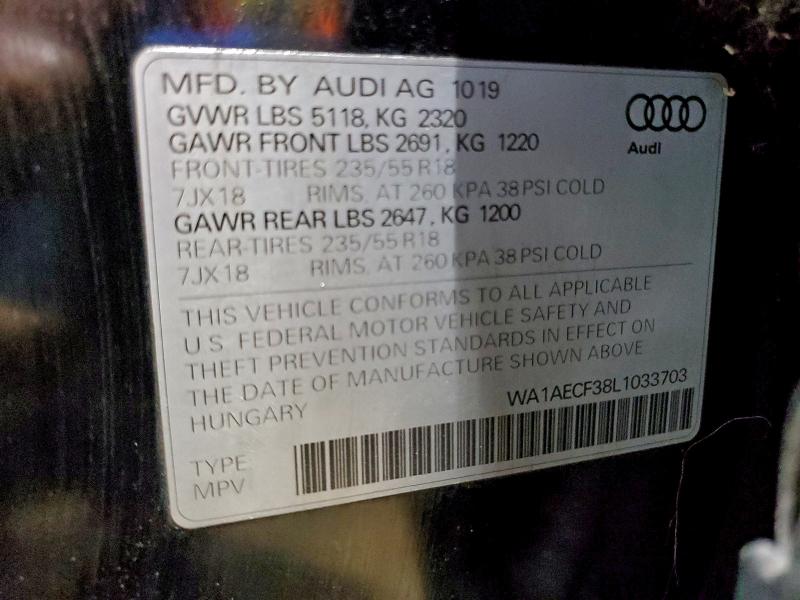 MFD. BY AUDI AG 1019
GVWR LBS 5118, KG 2320
GAWR FRONT LBS 2691, KG 1220
FRONT-TIRES 235/55 R18
7JX18 RIMS, AT 260 KPA 38 PSI COLD
GAWR REAR LBS 2647, KG 1200
REAR-TIRES 235/55 R18
7JX18 RIMS, AT 260 KPA 38 PSI COLD
Audi
THIS VEHICLE CONFORMS TO ALL APPLICABLE
U.S. FEDERAL MOTOR VEHICLE SAFETY AND
THEFT PREVENTION STANDARDS IN EFFECT ON
THE DATE OF MANUFACTURE SHOWN ABOVE
HUNGARY
WA1AECF38L1033703
TYPE
MPV